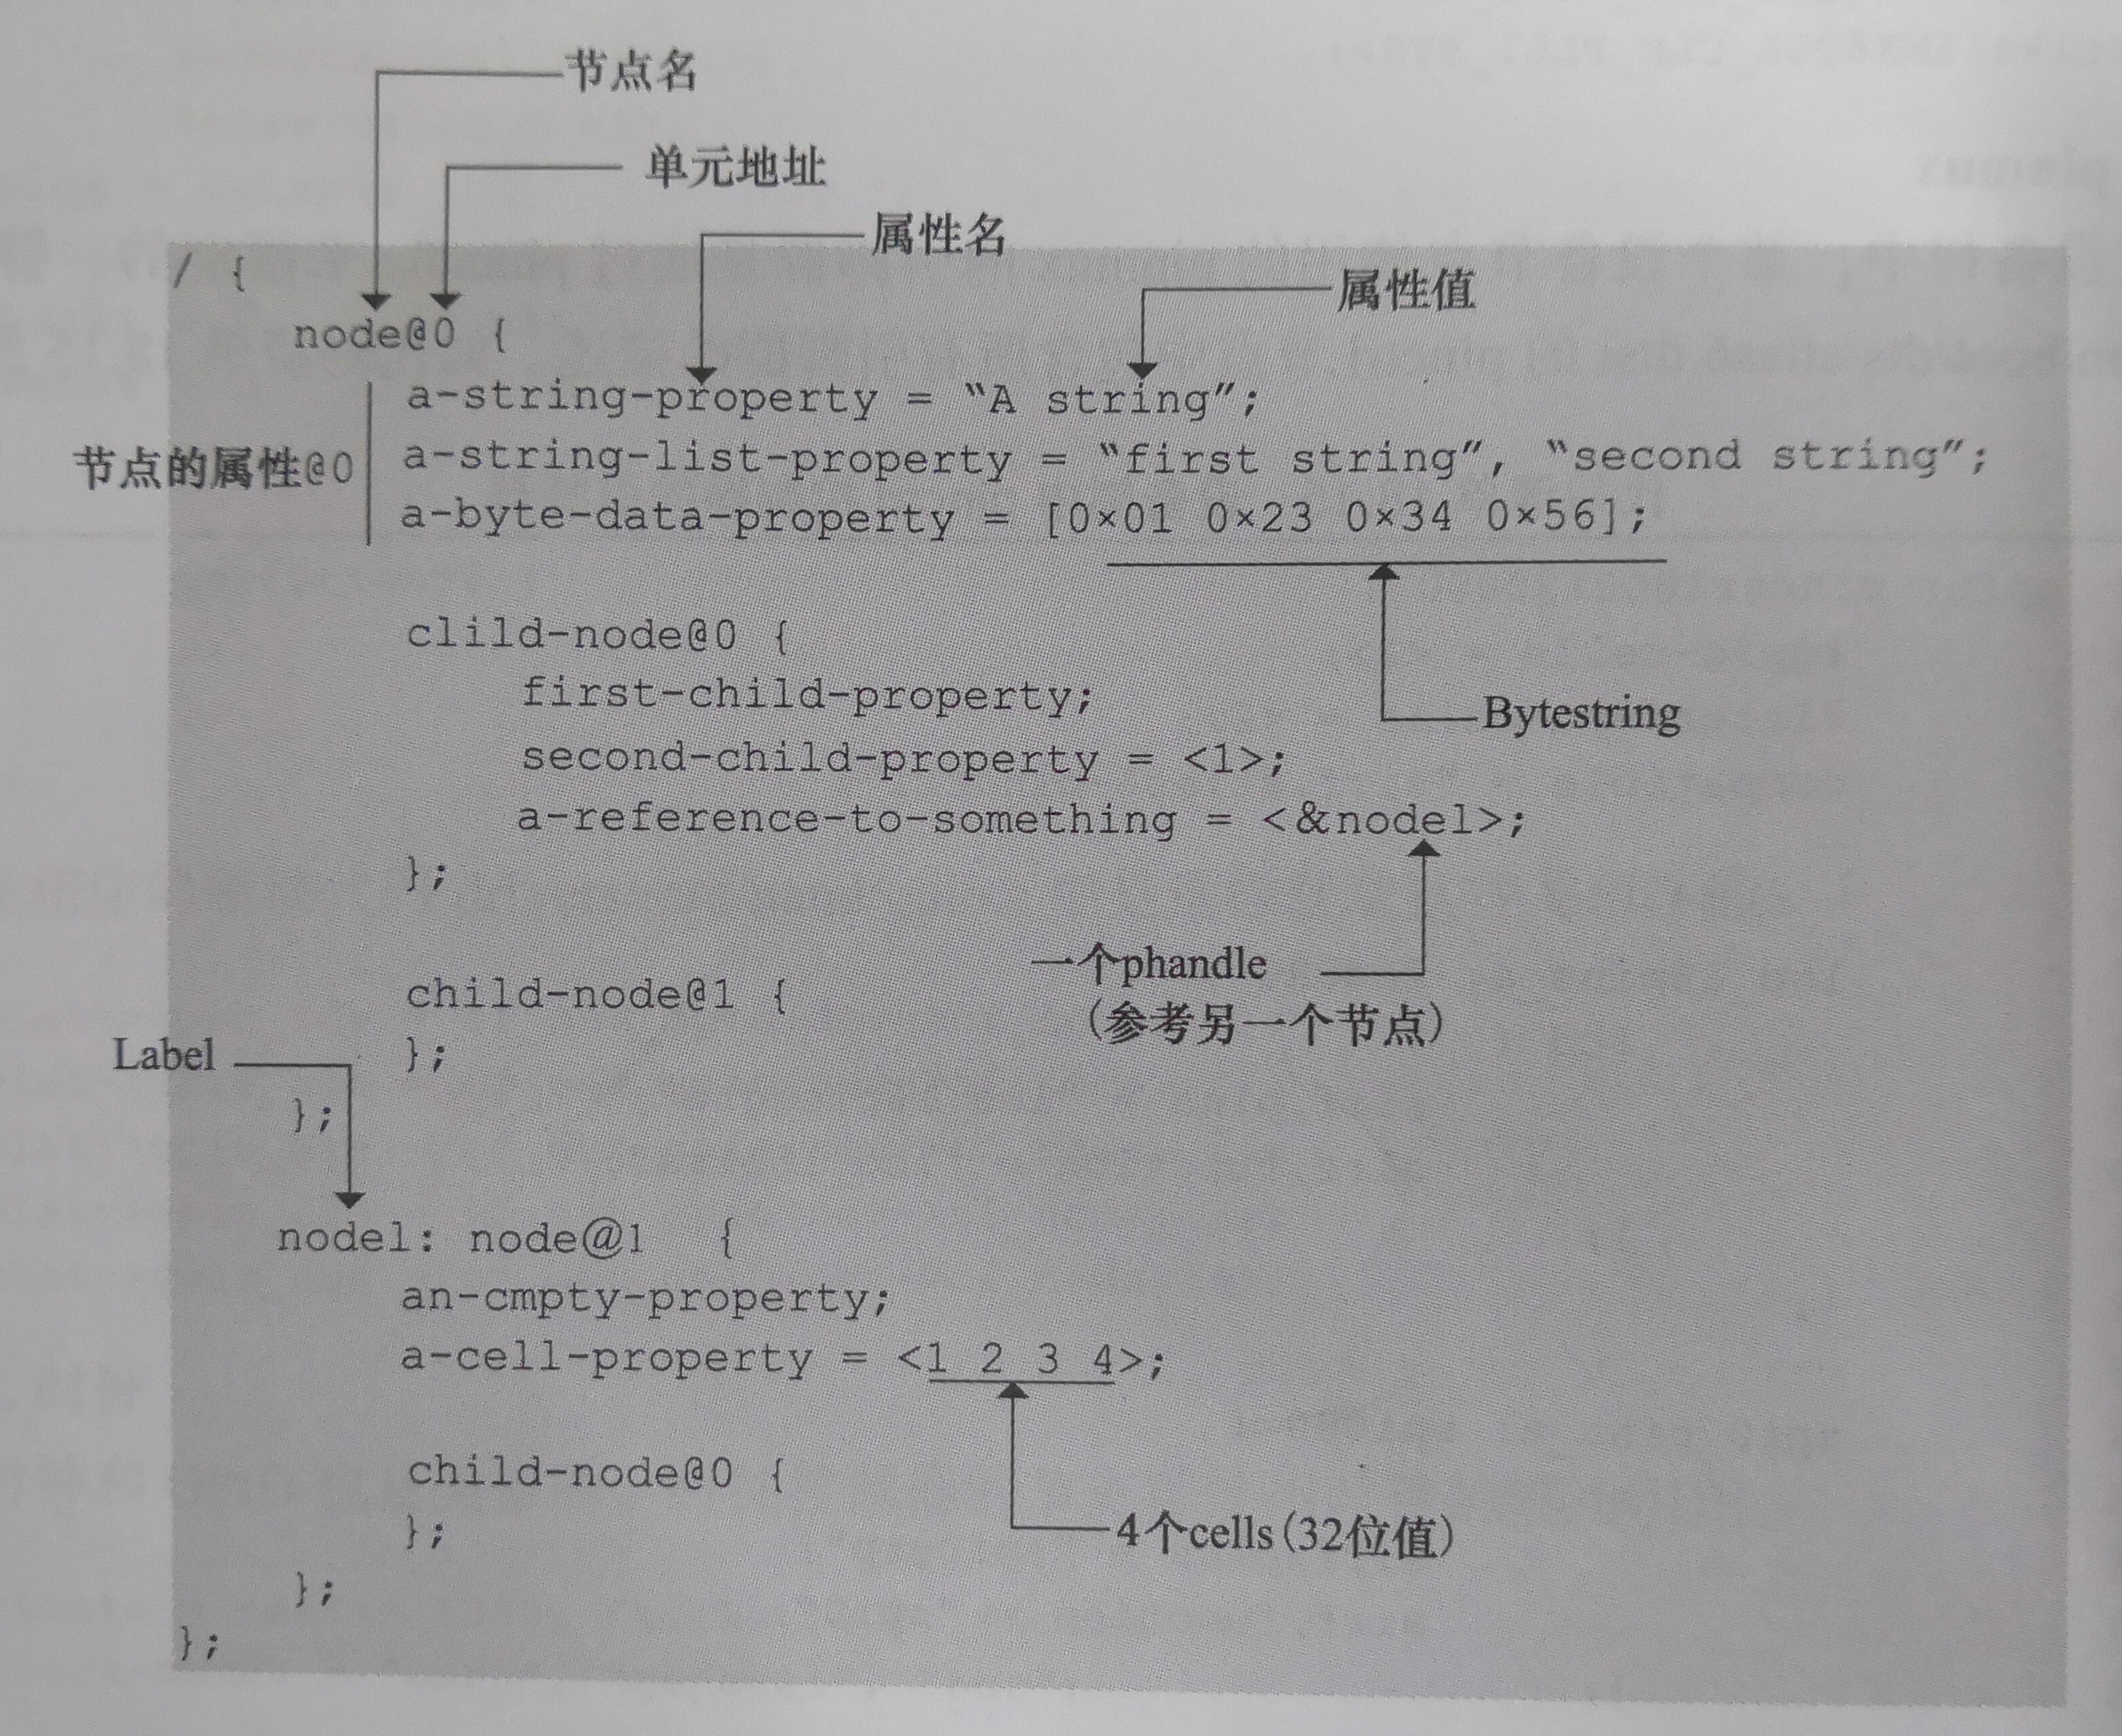 节点名
单元地址
属性名
/ {
属性值
node@0 {
a-string-property = “A string”;
节点的属性@0
a-string-list-property = “first string”, “second string”;
a-byte-data-property = [0×01 0×23 0×34 0×56];
clild-node@0 {
first-child-property;
Bytestring
second-child-property = <1>;
a-reference-to-something = <&nodel>;
};
一个phandle
(参考另一个节点)
child-node@1 {
Label
};
};
nodel: node@1 {
an-cmpty-property;
a-cell-property = <1 2 3 4>;
child-node@0 {
4个cells(32位值)
};
};
};